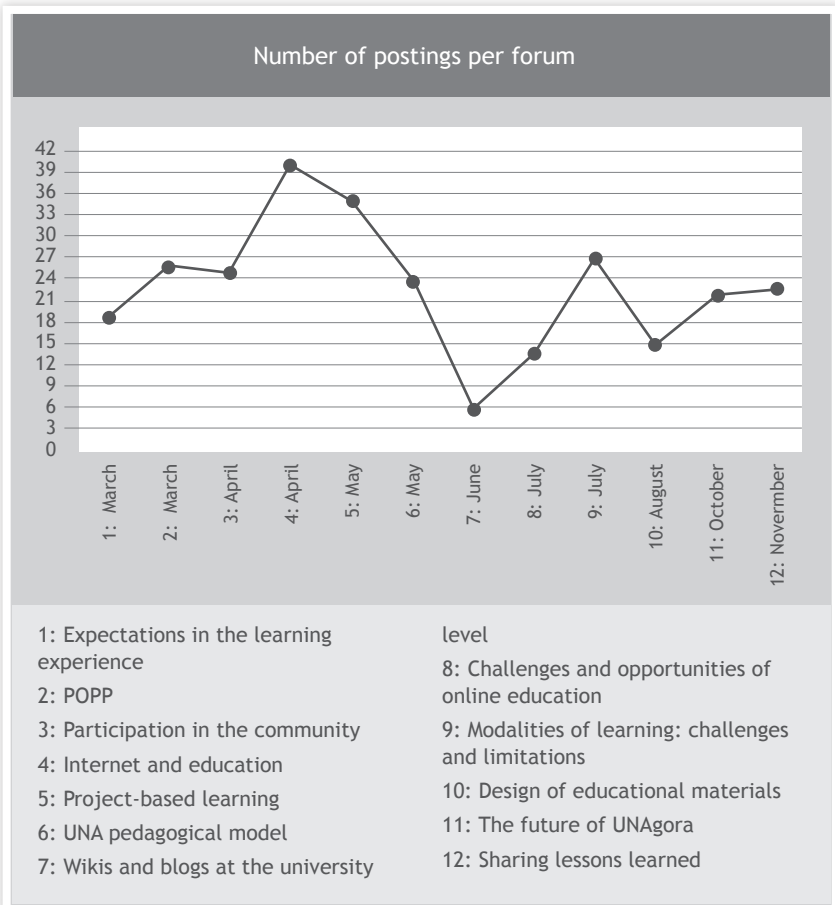 Number of postings per forum
42
39
36
33
30
27
24
21
18
15
12
9
6
3
0
1: March
2: March
3: April
4: April
5: May
6: May
7: June
8: July
9: July
10: August
11: October
12: Novermber
1: Expectations in the learning
experience
2: POPP
3: Participation in the community
4: Internet and education
5: Project-based learning
6: UNA pedagogical model
7: Wikis and blogs at the university
level
8: Challenges and opportunities of
online education
9: Modalities of learning: challenges
and limitations
10: Design of educational materials
11: The future of UNAgora
12: Sharing lessons learned